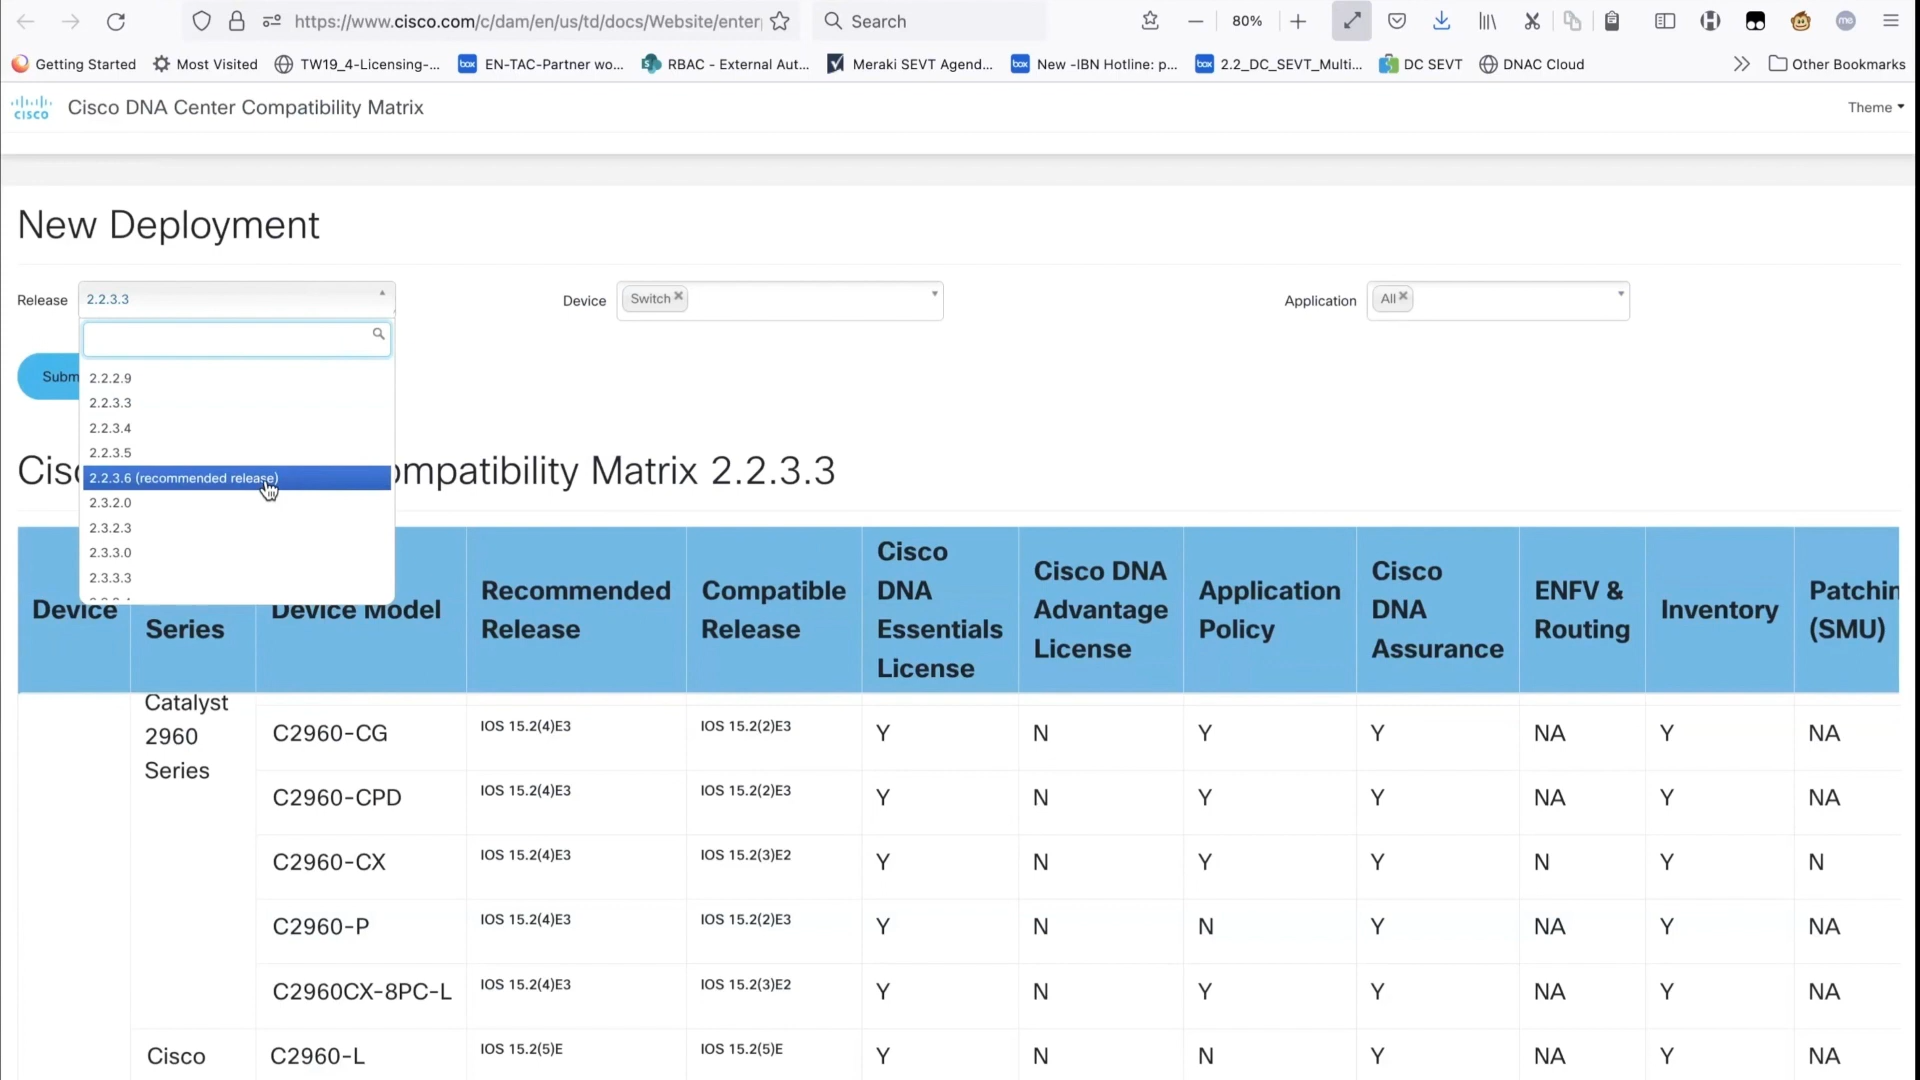 https://www.cisco.com/c/dam/en/us/td/docs/Website/enter
Search
80%
Getting Started
Most Visited
TW19_4-Licensing-...
EN-TAC-Partner wo...
RBAC - External Aut...
Meraki SEVT Agend...
New -IBN Hotline: p...
2.2_DC_SEVT_Multi...
DC SEVT
DNAC Cloud
Other Bookmarks
CISCO
Cisco DNA Center Compatibility Matrix
Theme
New Deployment
Release 2.2.3.3
Device Switch
Application All
Subm
2.2.2.9
2.2.3.3
2.2.3.4
2.2.3.5
2.2.3.6 (recommended release)
2.3.2.0
2.3.2.3
2.3.3.0
2.3.3.3
Cisc
ompatibility Matrix 2.2.3.3
Device
Series
Device Model
Recommended
Release
Compatible
Release
Cisco
DNA
Essentials
License
Cisco DNA
Advantage
License
Application
Policy
Cisco
DNA
Assurance
ENFV &
Routing
Inventory
Patchin
(SMU)
Catalyst
2960
Series
C2960-CG IOS 15.2(4)E3 IOS 15.2(2)E3 Y N Y Y NA Y NA
C2960-CPD IOS 15.2(4)E3 IOS 15.2(2)E3 Y N Y Y NA Y NA
C2960-CX IOS 15.2(4)E3 IOS 15.2(3)E2 Y N Y Y N Y N
C2960-P IOS 15.2(4)E3 IOS 15.2(2)E3 Y N N Y NA Y NA
C2960CX-8PC-L IOS 15.2(4)E3 IOS 15.2(3)E2 Y N Y Y NA Y NA
Cisco C2960-L IOS 15.2(5)E IOS 15.2(5)E Y N N Y NA Y NA